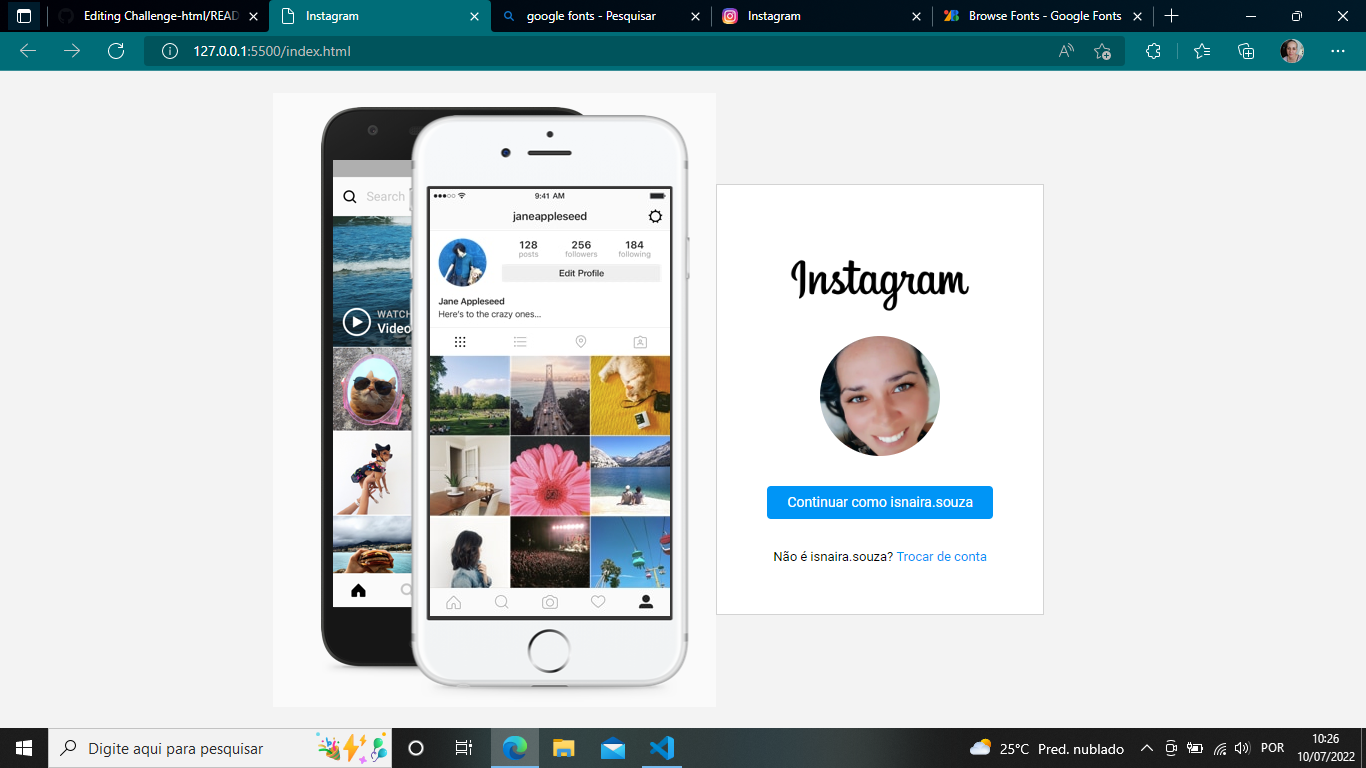 Editing Challenge-html/READ
Instagram
google fonts - Pesquisar
Instagram
Browse Fonts - Google Fonts
127.0.0.1:5500/index.html
Search
WATCH
Video
9:41 AM
janeappleseed
128
posts
256
followers
184
following
Edit Profile
Jane Appleseed
Here's to the crazy ones...
Instagram
Continuar como isnaira.souza
Não é isnaira.souza? Trocar de conta
Digite aqui para pesquisar
25°C Pred. nublado
POR
10:26
10/07/2022